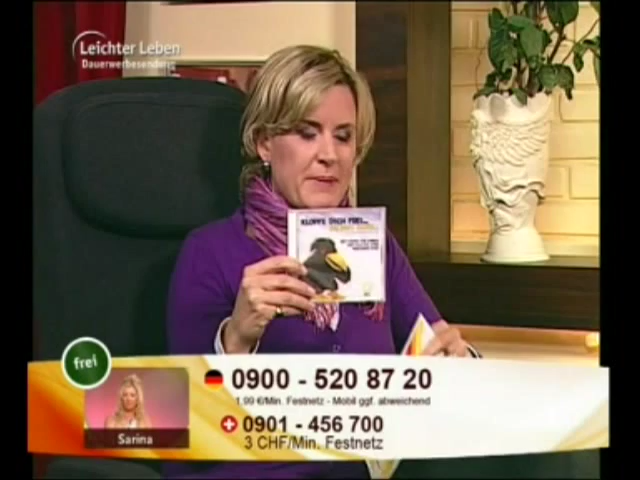 Leichter Leben
Dauerwerbesendung
KLOPFE DICH FREI...
frei
0900 - 520 87 20
1,99 €/Min. Festnetz - Mobil ggf. abweichend
0901 - 456 700
3 CHF/Min. Festnetz
Sarina